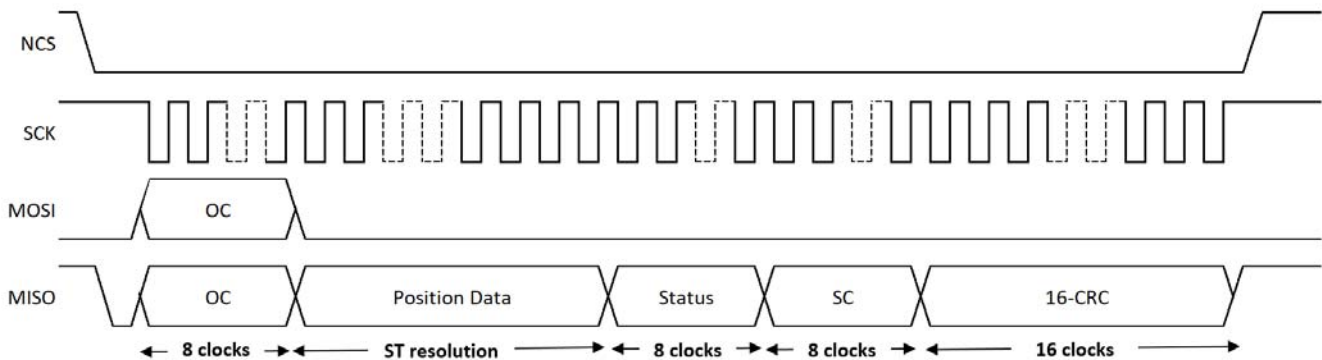 NCS
SCK
MOSI OC
MISO OC Position Data Status SC 16-CRC
8 clocks ST resolution 8 clocks 8 clocks 16 clocks